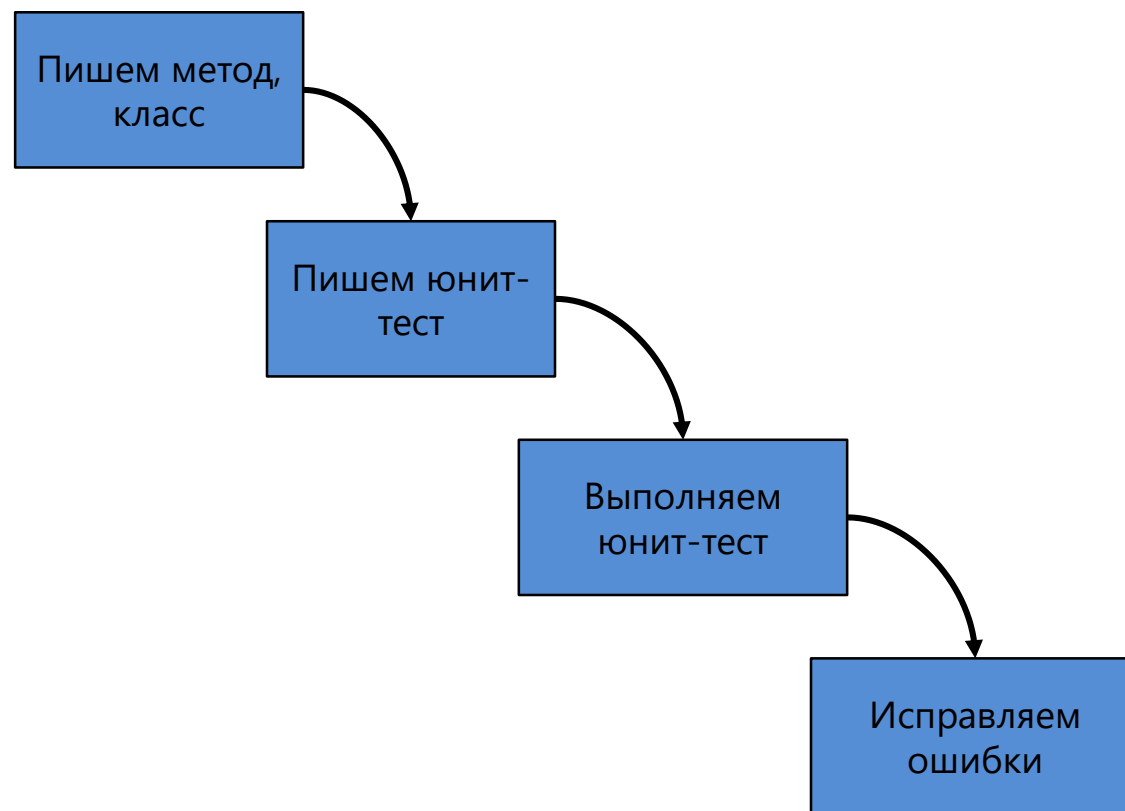 Пишем метод,
класс
Пишем юнит-
тест
Выполняем
юнит-тест
Исправляем
ошибки